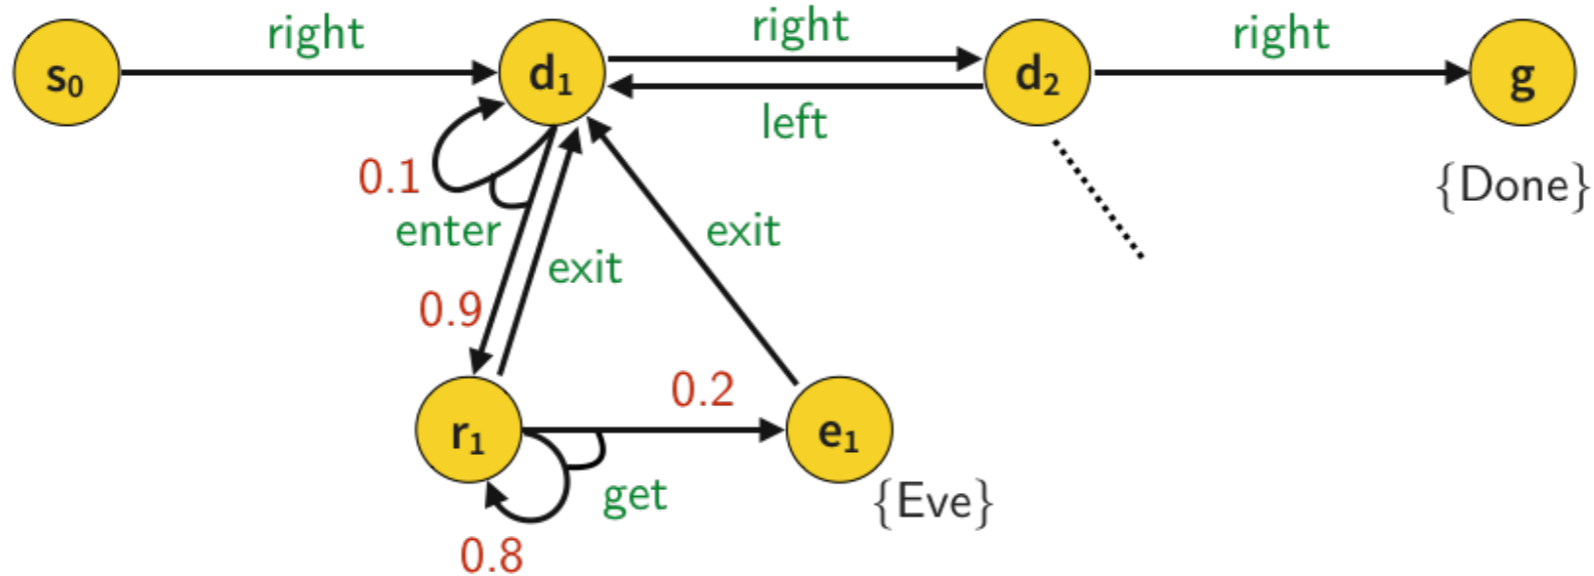 right
right
right
s₀
d₁
d₂
g
left
0.1
{Done}
enter
exit
exit
0.9
0.2
r₁
e₁
get
{Eve}
0.8